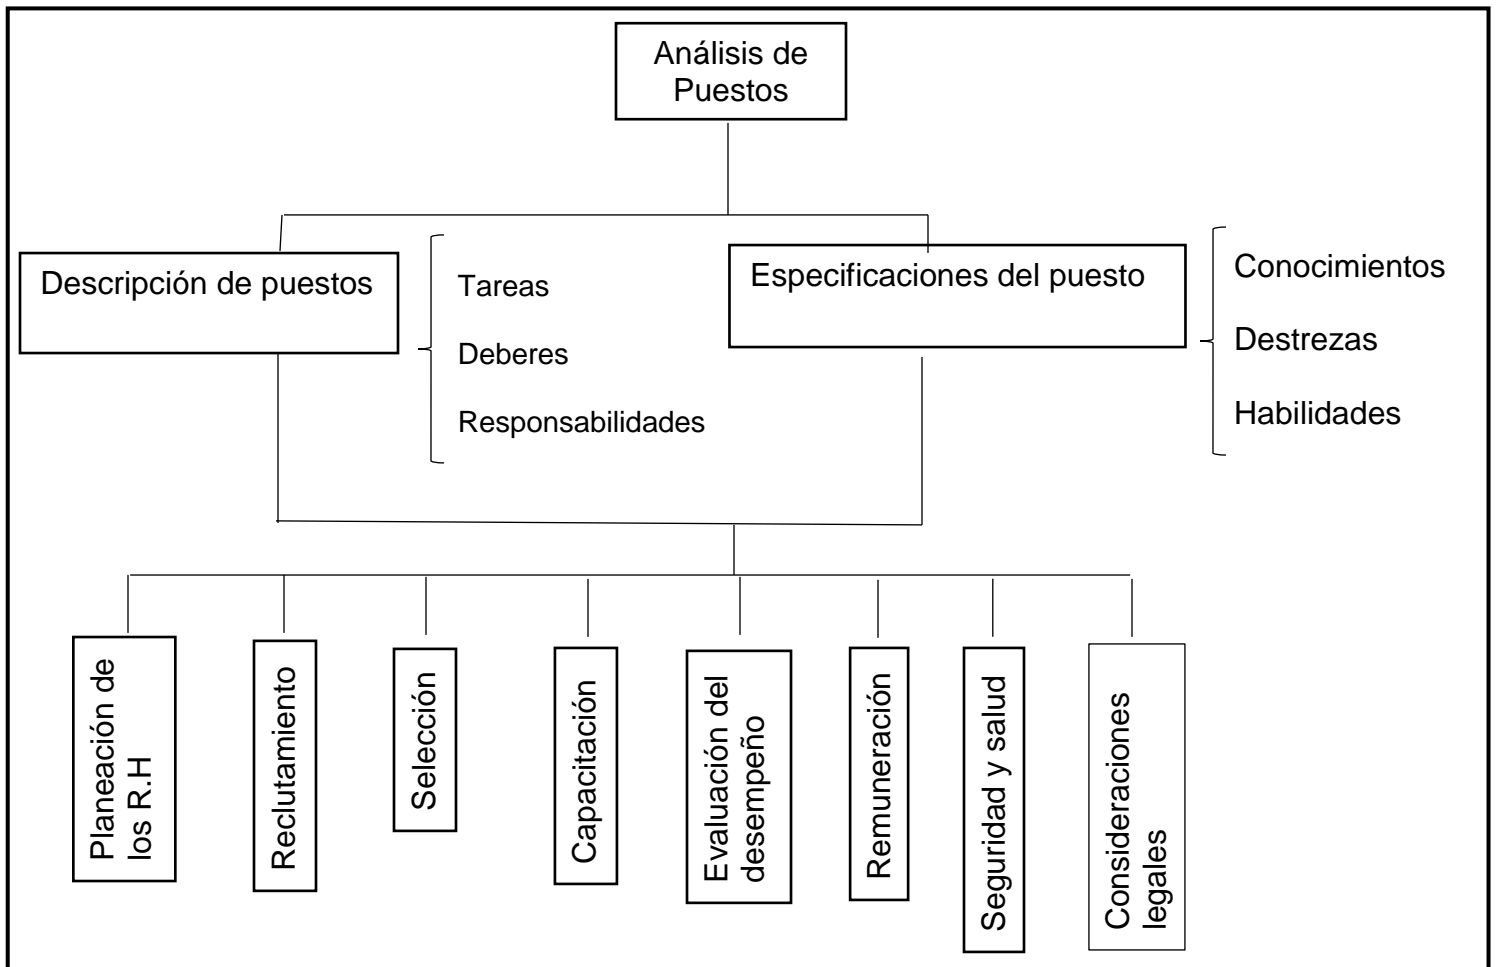 Análisis de
Puestos
Descripción de puestos
Tareas
Deberes
Responsabilidades
Especificaciones del puesto
Conocimientos
Destrezas
Habilidades
Planeación de
los R.H
Reclutamiento
Selección
Capacitación
Evaluación del
desempeño
Remuneración
Seguridad y salud
Consideraciones
legales